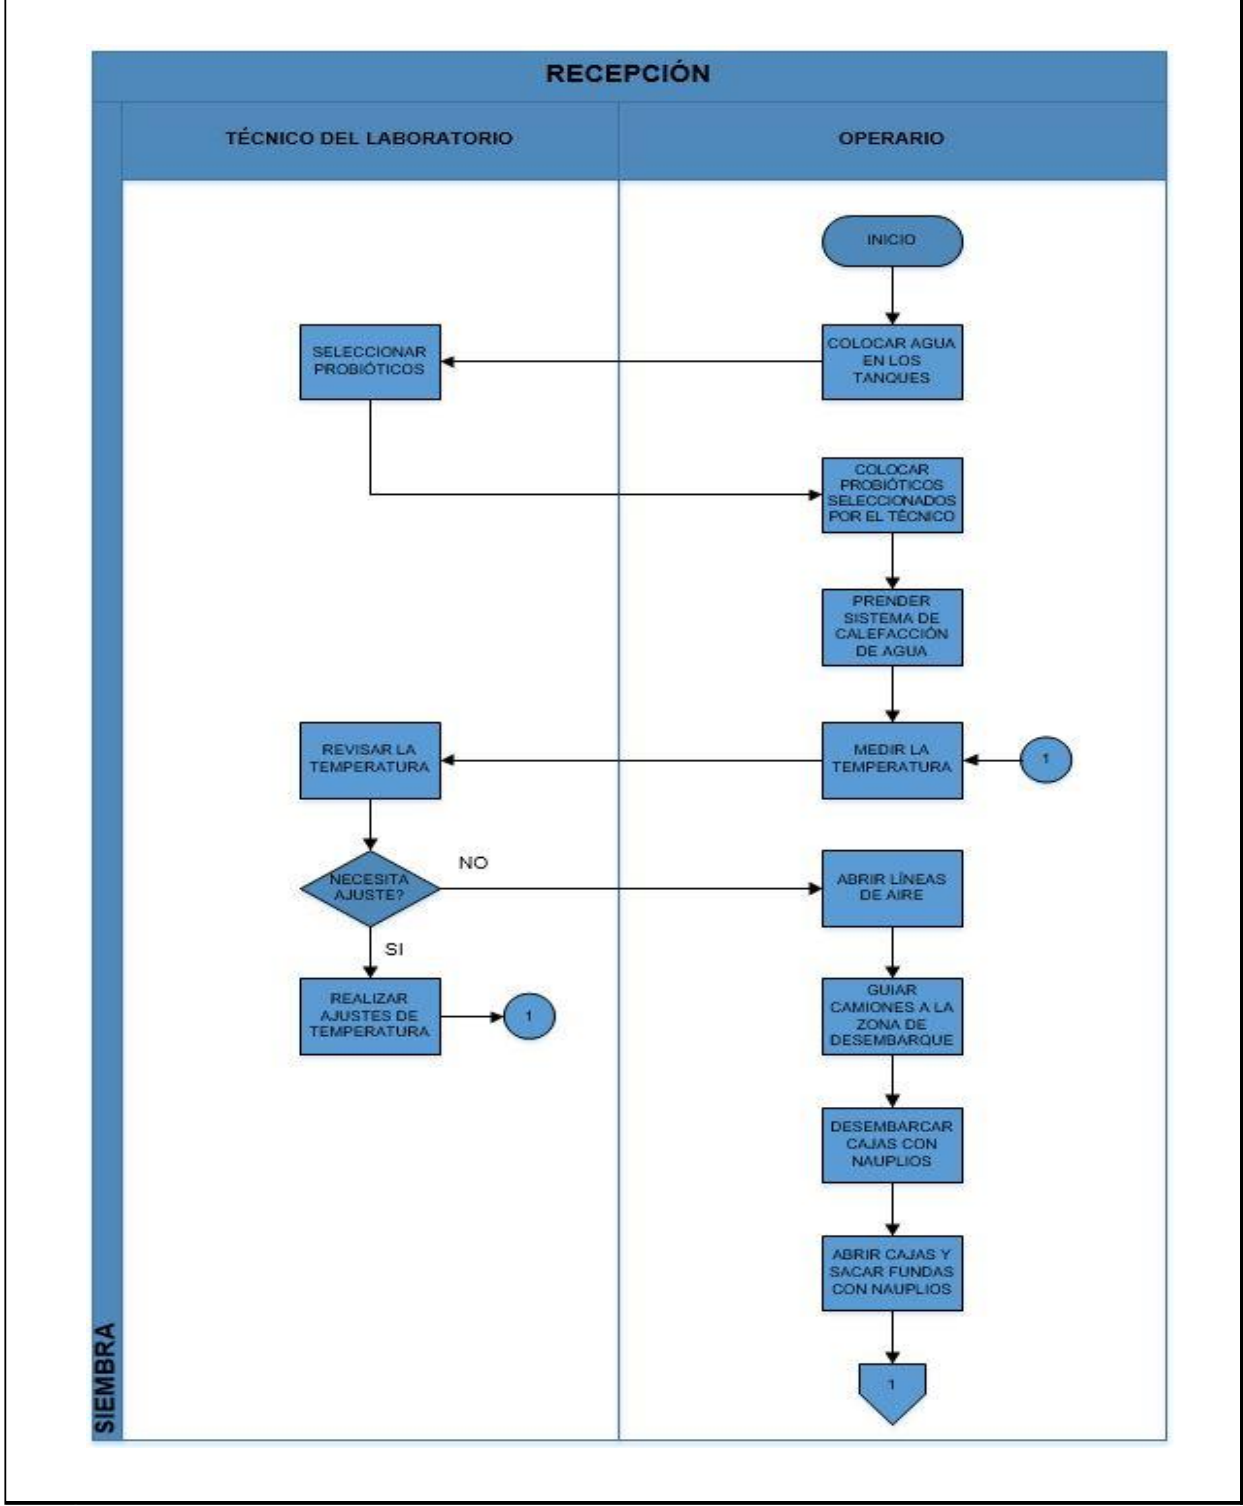 RECEPCIÓN
TÉCNICO DEL LABORATORIO
OPERARIO
INICIO
SELECCIONAR
PROBIÓTICOS
COLOCAR AGUA
EN LOS
TANQUES
COLOCAR
PROBIÓTICOS
SELECCIONADOS
POR EL TÉCNICO
PRENDER
SISTEMA DE
CALEFACCIÓN
DE AGUA
REVISAR LA
TEMPERATURA
MEDIR LA
TEMPERATURA
1
NECESITA
AJUSTE?
NO
SI
ABRIR LÍNEAS
DE AIRE
REALIZAR
AJUSTES DE
TEMPERATURA
1
GUIAR
CAMIONES A LA
ZONA DE
DESEMBARQUE
DESEMBARCAR
CAJAS CON
NAUPLIOS
ABRIR CAJAS Y
SACAR FUNDAS
CON NAUPLIOS
1
SIEMBRA